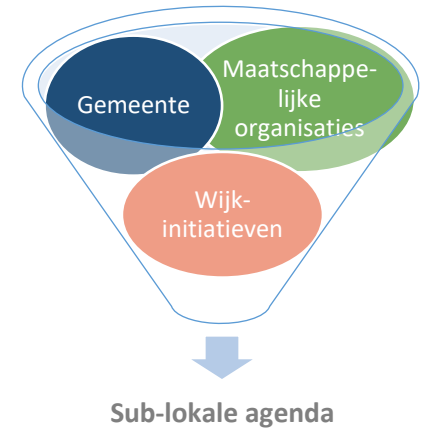 Gemeente
Maatschappe-
lijke
organisaties
Wijk-
initiatieven
Sub-lokale agenda